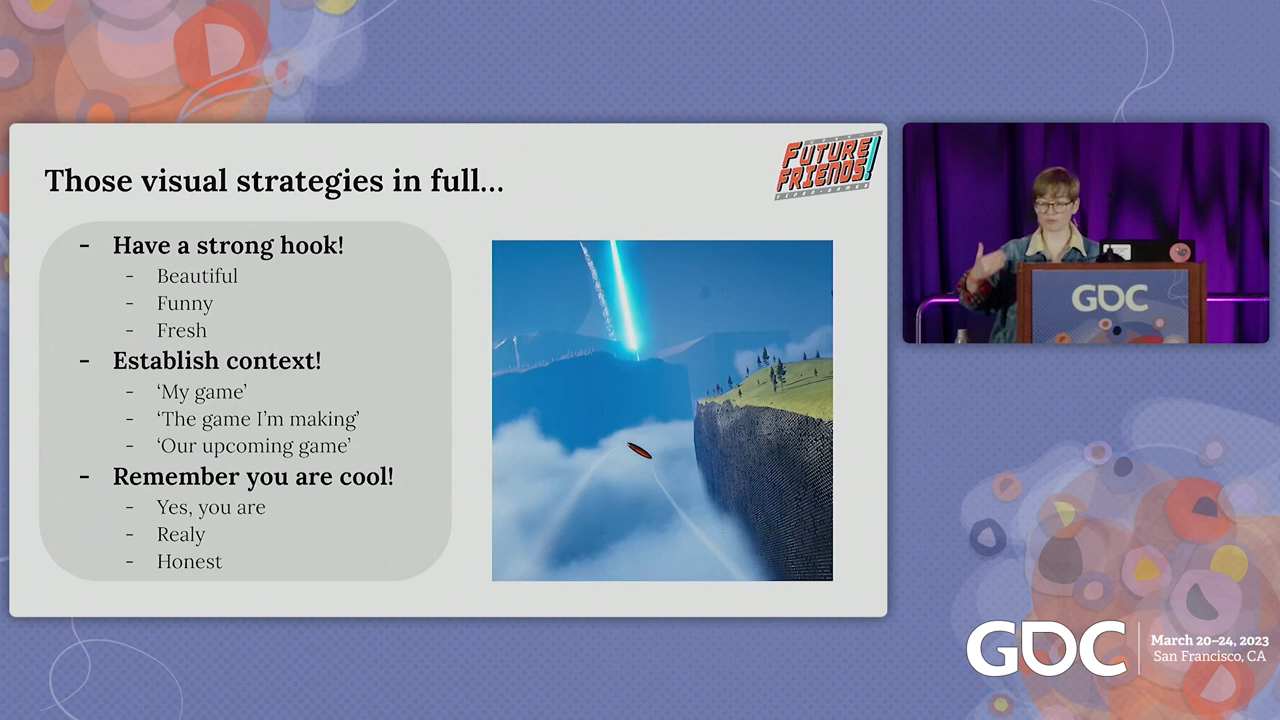 Those visual strategies in full...
FUTURE
FRIENDS!
- Have a strong hook!
- Beautiful
- Funny
- Fresh
- Establish context!
- ‘My game’
- ‘The game I’m making’
- ‘Our upcoming game’
- Remember you are cool!
- Yes, you are
- Realy
- Honest
GDC
GDC
March 20–24, 2023
San Francisco, CA